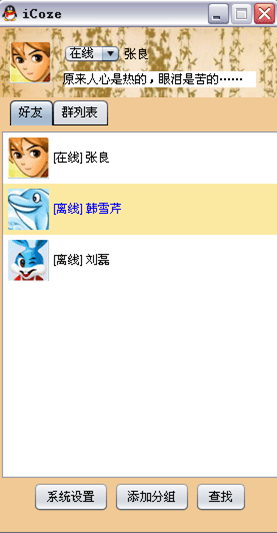 iCoze
在线 张良
原来人心是热的，眼泪是苦的……
好友 群列表
[在线] 张良
[离线] 韩雪芹
[离线] 刘磊
系统设置 添加分组 查找